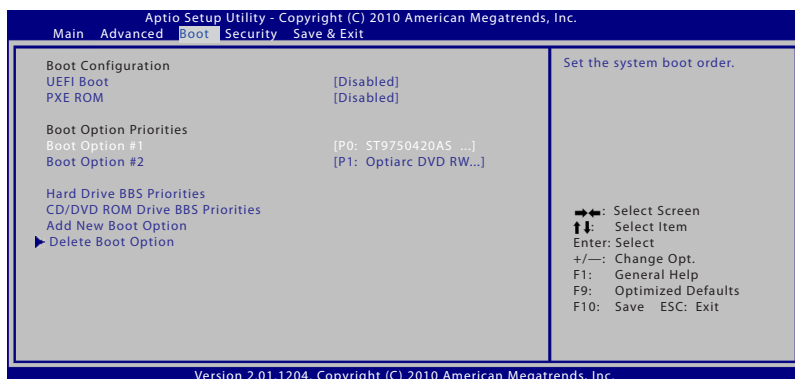 Aptio Setup Utility - Copyright (C) 2010 American Megatrends, Inc.
Main Advanced Boot Security Save & Exit
Boot Configuration
UEFI Boot [Disabled]
PXE ROM [Disabled]
Boot Option Priorities
Boot Option #1 [P0: ST9750420AS ...]
Boot Option #2 [P1: Optiarc DVD RW...]
Hard Drive BBS Priorities
CD/DVD ROM Drive BBS Priorities
Add New Boot Option
Delete Boot Option
Set the system boot order.
→←: Select Screen
↑↓: Select Item
Enter: Select
+/—: Change Opt.
F1: General Help
F9: Optimized Defaults
F10: Save ESC: Exit
Version 2.01.1204. Copyright (C) 2010 American Megatrends, Inc.